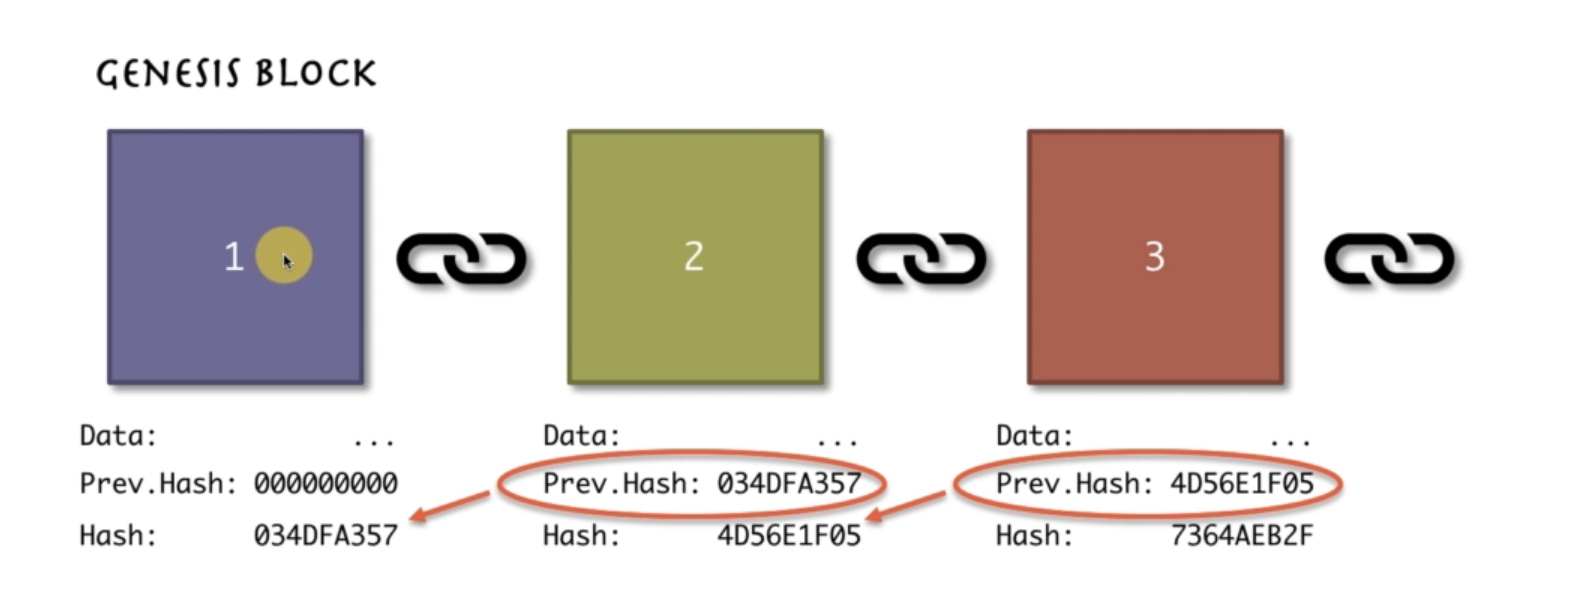 GENESIS BLOCK
1
2
3
Data: ...
Prev.Hash: 000000000
Hash: 034DFA357
Data: ...
Prev.Hash: 034DFA357
Hash: 4D56E1F05
Data: ...
Prev.Hash: 4D56E1F05
Hash: 7364AEB2F